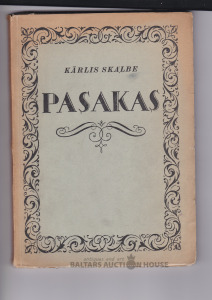 KĀRLIS SKALBE
PASAKAS
BALTARS AUCTION HOUSE